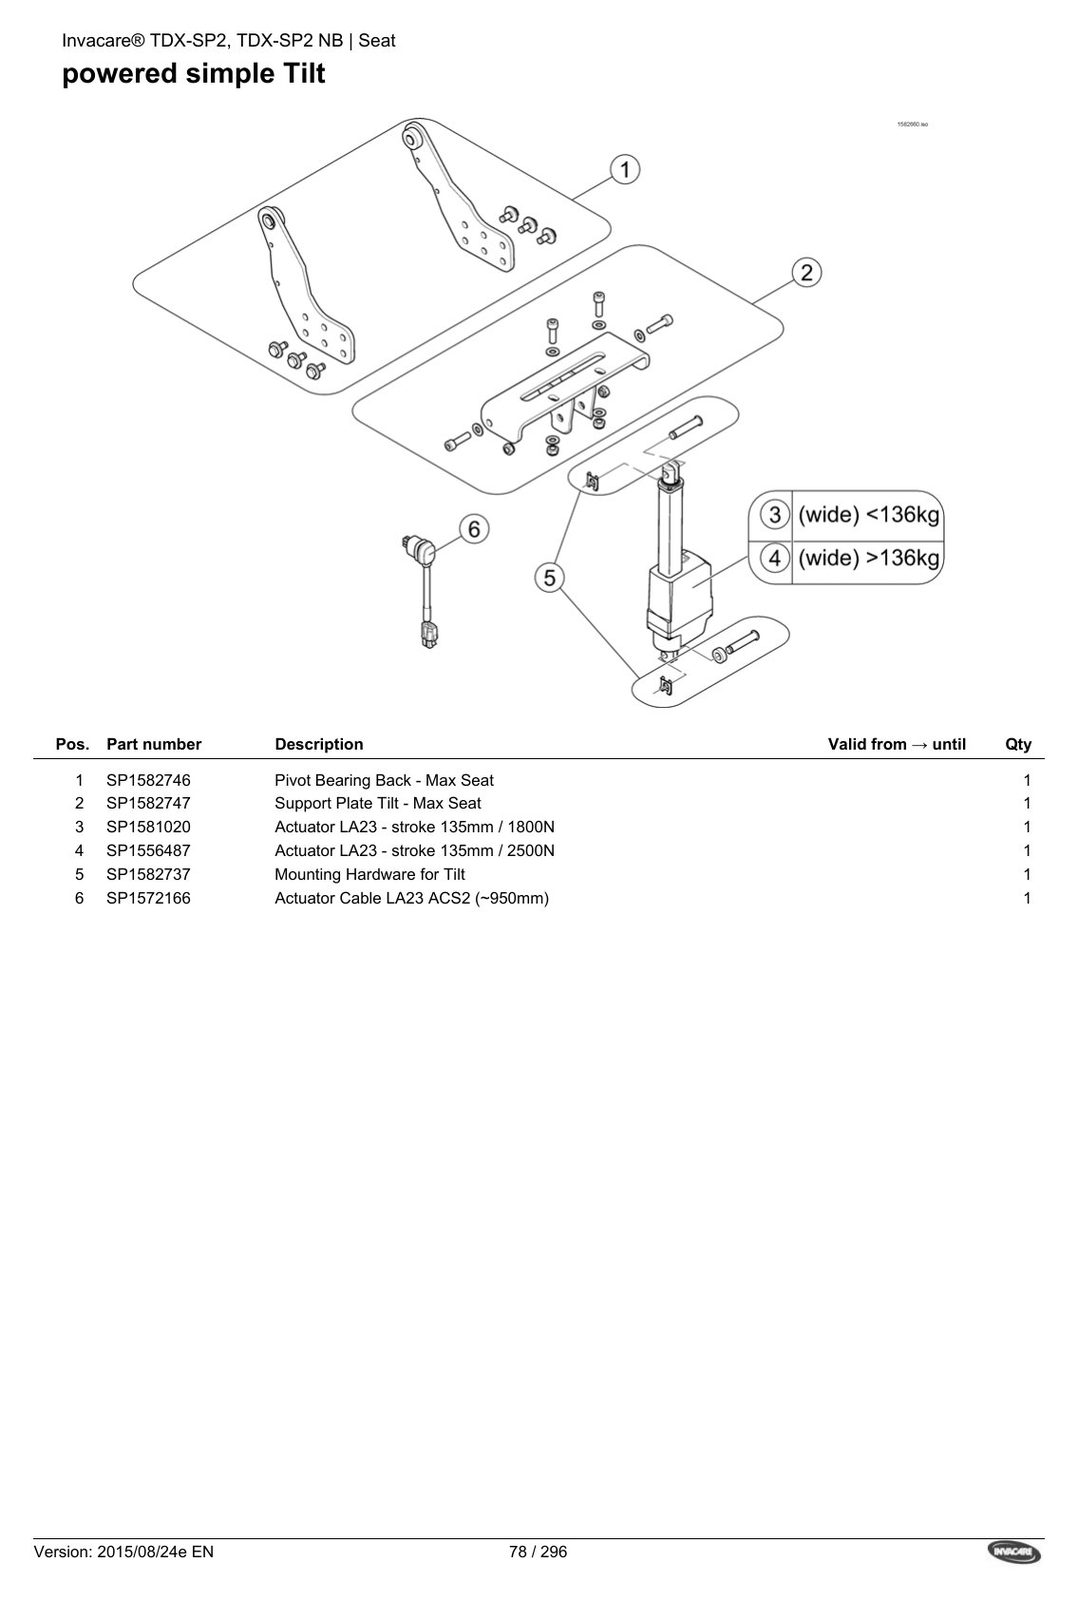 Invacare® TDX-SP2, TDX-SP2 NB | Seat
powered simple Tilt
1582660.iso
1
2
3 (wide) <136kg
4 (wide) >136kg
6
5
Pos. Part number Description Valid from → until Qty
1 SP1582746 Pivot Bearing Back - Max Seat 1
2 SP1582747 Support Plate Tilt - Max Seat 1
3 SP1581020 Actuator LA23 - stroke 135mm / 1800N 1
4 SP1556487 Actuator LA23 - stroke 135mm / 2500N 1
5 SP1582737 Mounting Hardware for Tilt 1
6 SP1572166 Actuator Cable LA23 ACS2 (~950mm) 1
Version: 2015/08/24e EN 78 / 296 INVACARE